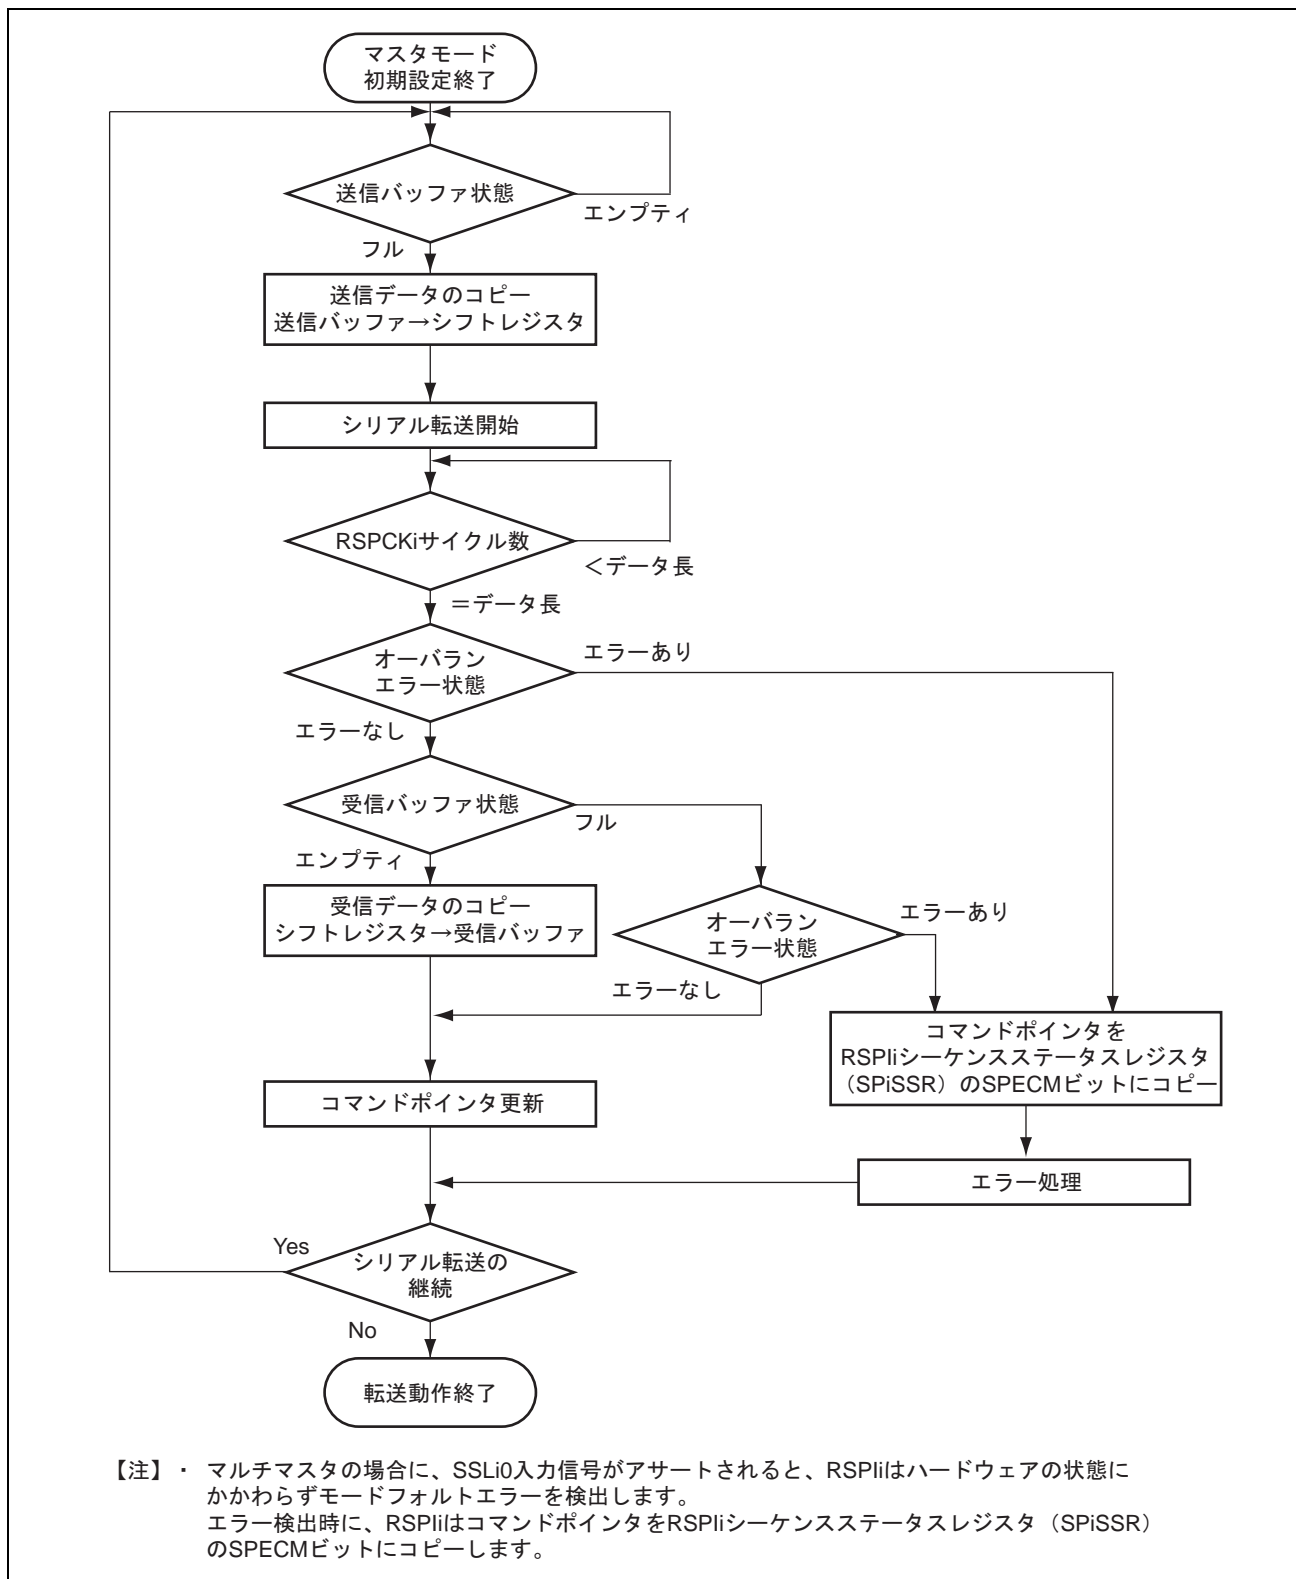 マスタモード
初期設定終了
送信バッファ状態
エンプティ
フル
送信データのコピー
送信バッファ→シフトレジスタ
シリアル転送開始
RSPCKiサイクル数
＜データ長
＝データ長
オーバラン
エラー状態
エラーあり
エラーなし
受信バッファ状態
フル
エンプティ
受信データのコピー
シフトレジスタ→受信バッファ
オーバラン
エラー状態
エラーあり
エラーなし
コマンドポインタを
RSPIiシーケンスステータスレジスタ
（SPiSSR）のSPECMビットにコピー
コマンドポインタ更新
エラー処理
Yes
シリアル転送の
継続
No
転送動作終了
【注】・ マルチマスタの場合に、SSLi0入力信号がアサートされると、RSPIiはハードウェアの状態に
かかわらずモードフォルトエラーを検出します。
エラー検出時に、RSPIiはコマンドポインタをRSPIiシーケンスステータスレジスタ（SPiSSR）
のSPECMビットにコピーします。